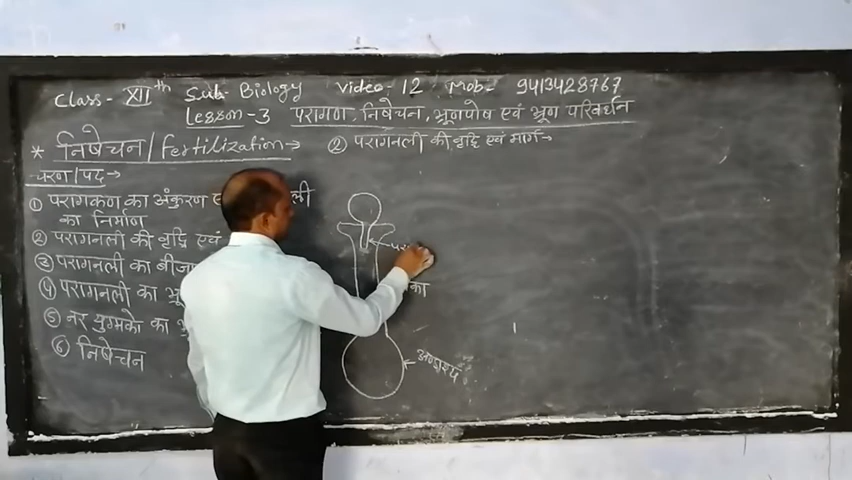 Class- XIIth Sub- Biology Video-12 Mob- 9413428767
Lesson-3 परागण, निषेचन, भ्रूणपोष एवं भ्रूण परिवर्धन
* निषेचन/Fertilization→
② परागनली की वृद्धि एवं मार्ग→
चरण/पद→
① परागकण का अंकुरण
का निर्माण
② परागनली की वृद्धि एवं
③ परागनली का
④ परागनली का
⑤ नर युग्मको का
⑥ निषेचन
अण्डाशय